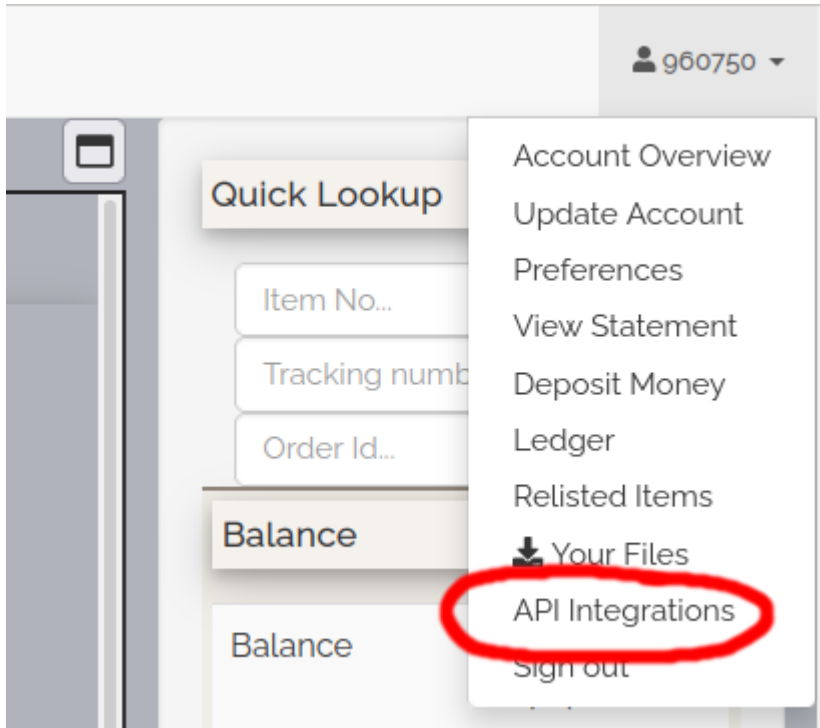 960750
Quick Lookup
Item No...
Tracking numb
Order Id...
Balance
Balance
Account Overview
Update Account
Preferences
View Statement
Deposit Money
Ledger
Relisted Items
Your Files
API Integrations
Sign out